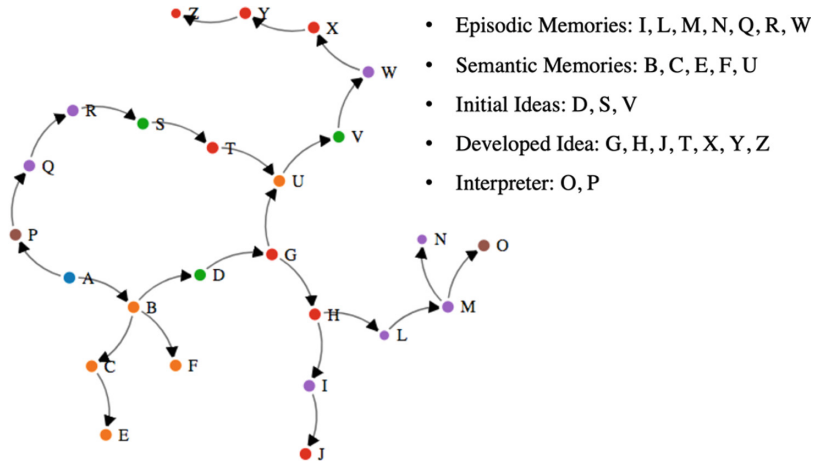 Z
Y
X
W
R
S
V
T
Q
U
P
N
O
G
A
D
B
H
M
L
C
F
I
E
J
• Episodic Memories: I, L, M, N, Q, R, W
• Semantic Memories: B, C, E, F, U
• Initial Ideas: D, S, V
• Developed Idea: G, H, J, T, X, Y, Z
• Interpreter: O, P